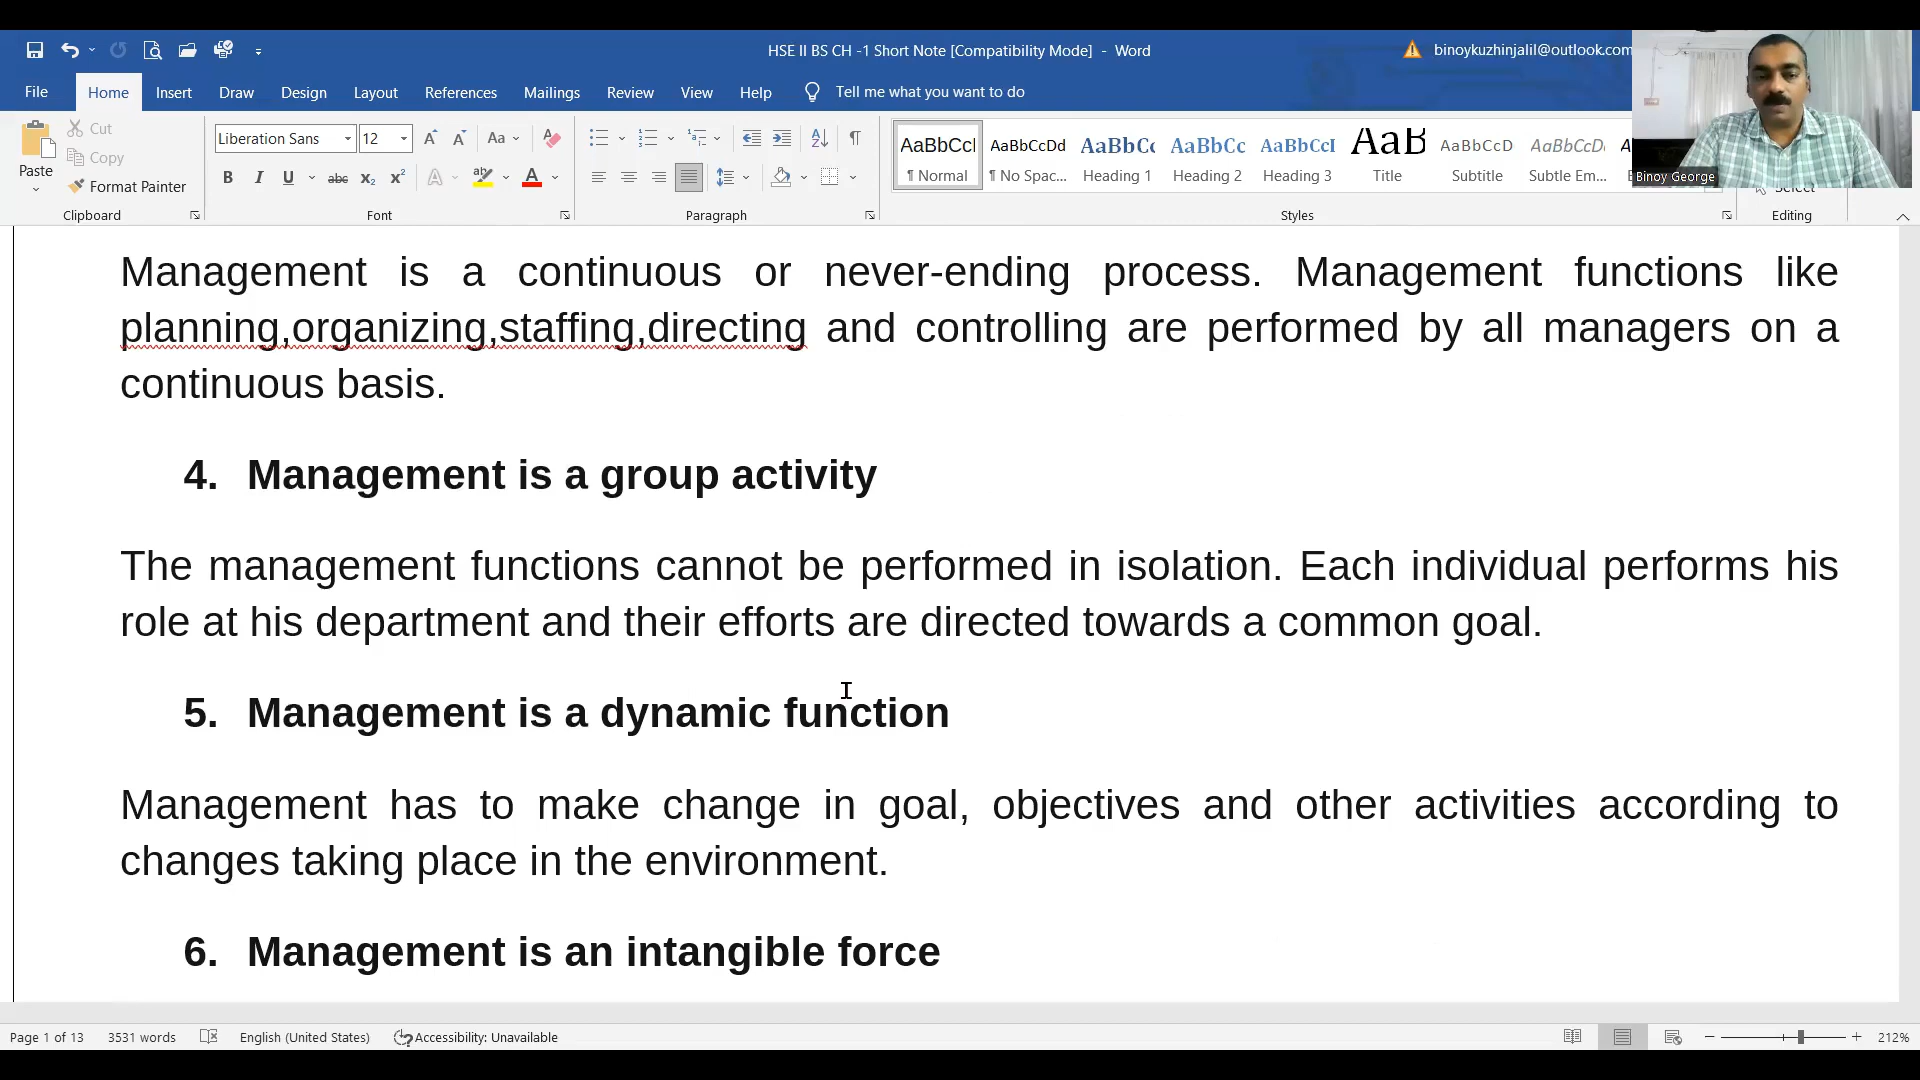 HSE II BS CH -1 Short Note [Compatibility Mode] - Word
binoykuzhinjalil@outlook.com
File Home Insert Draw Design Layout References Mailings Review View Help Tell me what you want to do
Paste
Cut
Copy
Format Painter
Clipboard
Liberation Sans 12
Font
Paragraph
AaBbCcI AaBbCcDd AaBbCc AaBbCc AaBbCcI AaB AaBbCcD AaBbCcDd
¶ Normal ¶ No Spac... Heading 1 Heading 2 Heading 3 Title Subtitle Subtle Em...
Styles
Editing
Binoy George
Management is a continuous or never-ending process. Management functions like
planning,organizing,staffing,directing and controlling are performed by all managers on a
continuous basis.
4. Management is a group activity
The management functions cannot be performed in isolation. Each individual performs his
role at his department and their efforts are directed towards a common goal.
5. Management is a dynamic function
Management has to make change in goal, objectives and other activities according to
changes taking place in the environment.
6. Management is an intangible force
Page 1 of 13 3531 words English (United States) Accessibility: Unavailable 212%